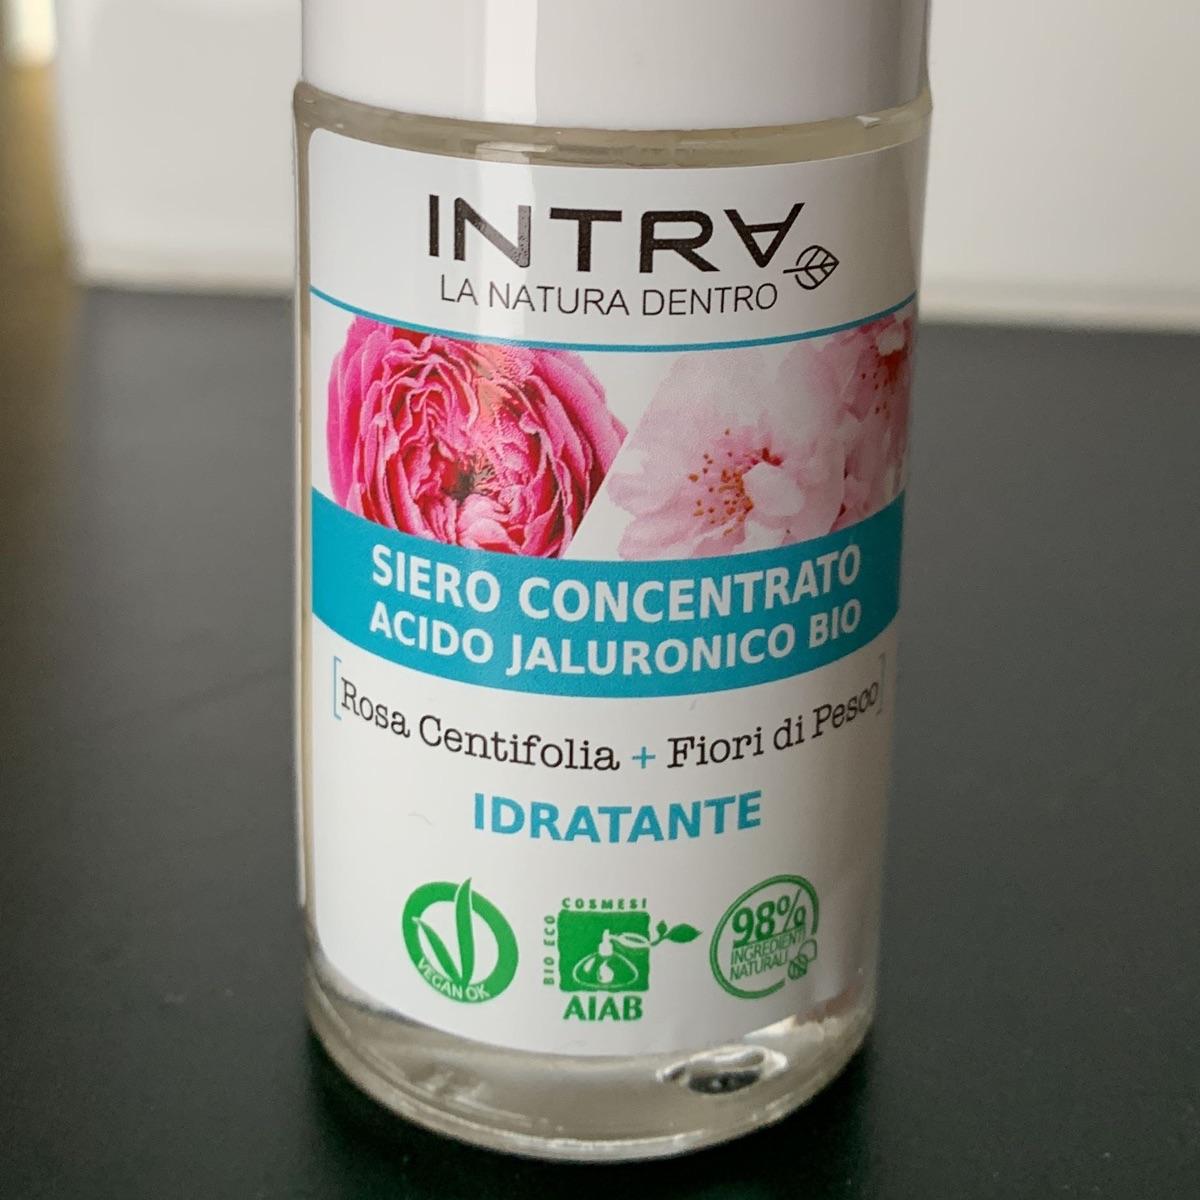 INTRA
LA NATURA DENTRO
SIERO CONCENTRATO
ACIDO JALURONICO BIO
[Rosa Centifolia + Fiori di Pesco]
IDRATANTE
VEGAN OK
BIO ECO COSMESI
AIAB
98%
INGREDIENTI
NATURALI